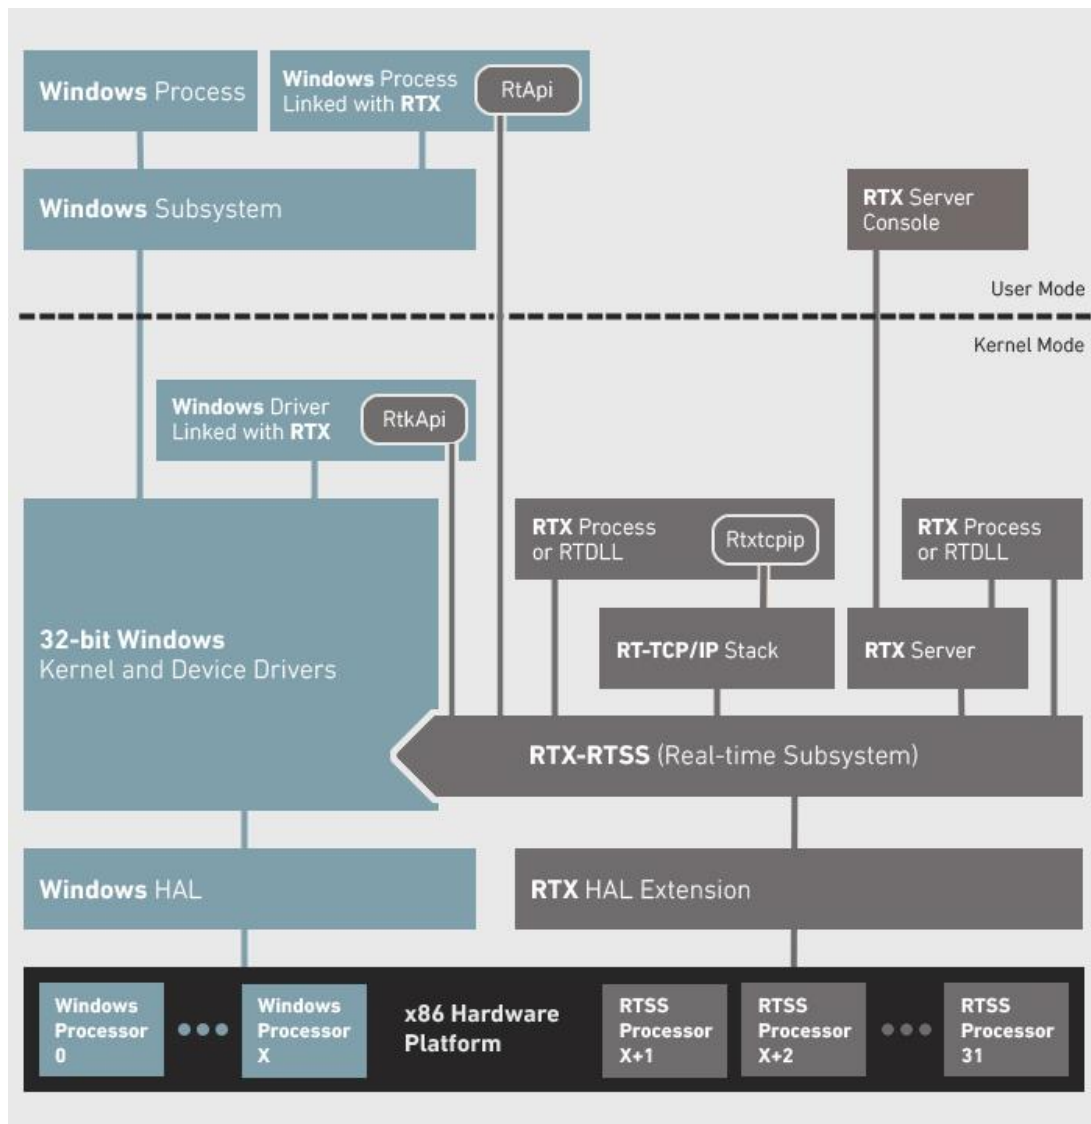 Windows Process
Windows Process
Linked with RTX
RtApi
Windows Subsystem
RTX Server
Console
User Mode
Kernel Mode
Windows Driver
Linked with RTX
RtkApi
RTX Process
or RTDLL
Rtxtcpip
RTX Process
or RTDLL
32-bit Windows
Kernel and Device Drivers
RT-TCP/IP Stack
RTX Server
RTX-RTSS (Real-time Subsystem)
Windows HAL
RTX HAL Extension
Windows
Processor
0
Windows
Processor
X
x86 Hardware
Platform
RTSS
Processor
X+1
RTSS
Processor
X+2
RTSS
Processor
31